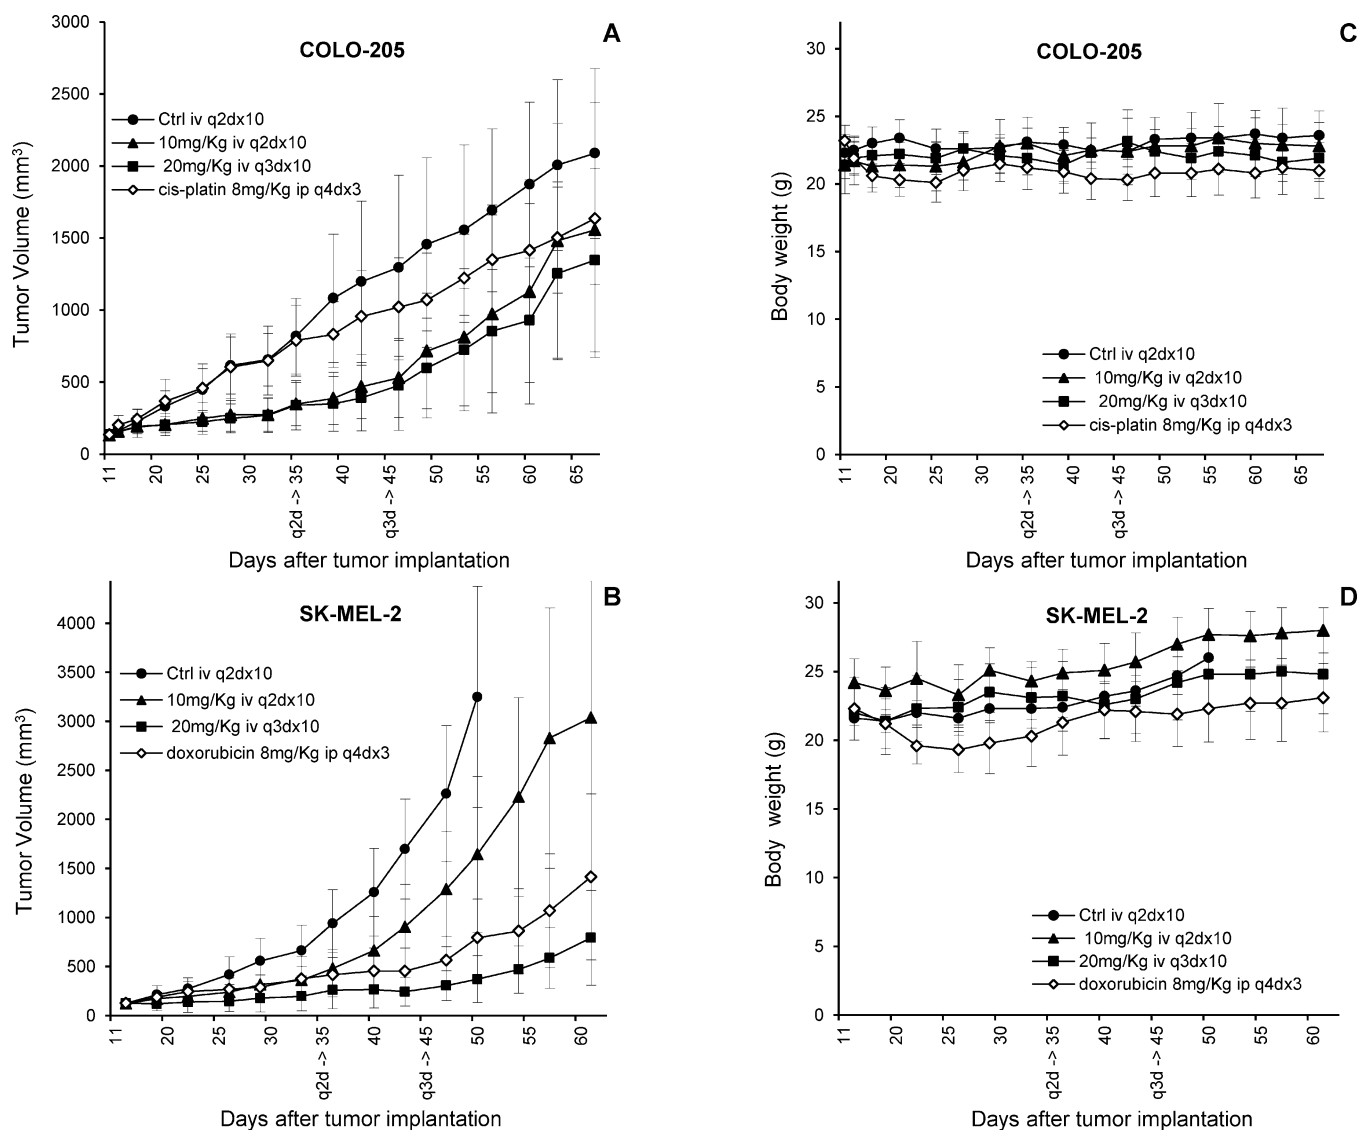 A
COLO-205
3000
2500
2000
1500
1000
500
0
Tumor Volume (mm³)
Ctrl iv q2dx10
10mg/Kg iv q2dx10
20mg/Kg iv q3dx10
cis-platin 8mg/Kg ip q4dx3
11
20
25
30
q2d -> 35
40
q3d -> 45
50
55
60
65
Days after tumor implantation
C
COLO-205
30
25
20
15
10
5
0
Body weight (g)
Ctrl iv q2dx10
10mg/Kg iv q2dx10
20mg/Kg iv q3dx10
cis-platin 8mg/Kg ip q4dx3
11
20
25
30
q2d -> 35
40
q3d -> 45
50
55
60
65
Days after tumor implantation
B
SK-MEL-2
4000
3500
3000
2500
2000
1500
1000
500
0
Tumor Volume (mm³)
Ctrl iv q2dx10
10mg/Kg iv q2dx10
20mg/Kg iv q3dx10
doxorubicin 8mg/Kg ip q4dx3
11
20
25
30
q2d -> 35
40
q3d -> 45
50
55
60
Days after tumor implantation
D
SK-MEL-2
30
25
20
15
10
5
0
Body weight (g)
Ctrl iv q2dx10
10mg/Kg iv q2dx10
20mg/Kg iv q3dx10
doxorubicin 8mg/Kg ip q4dx3
11
20
25
30
q2d -> 35
40
q3d -> 45
50
55
60
Days after tumor implantation